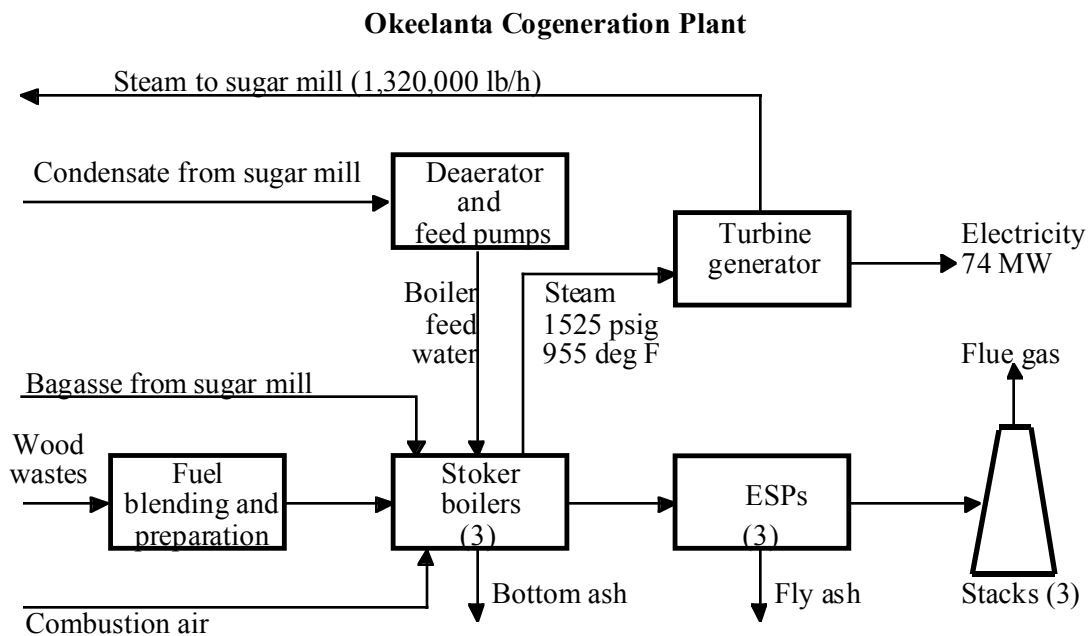 Okeelanta Cogeneration Plant
Steam to sugar mill (1,320,000 lb/h)
Condensate from sugar mill
Deaerator
and
feed pumps
Turbine
generator
Electricity
74 MW
Boiler
feed
water
Steam
1525 psig
955 deg F
Flue gas
Bagasse from sugar mill
Wood
wastes
Fuel
blending and
preparation
Stoker
boilers
(3)
ESPs
(3)
Bottom ash
Fly ash
Stacks (3)
Combustion air